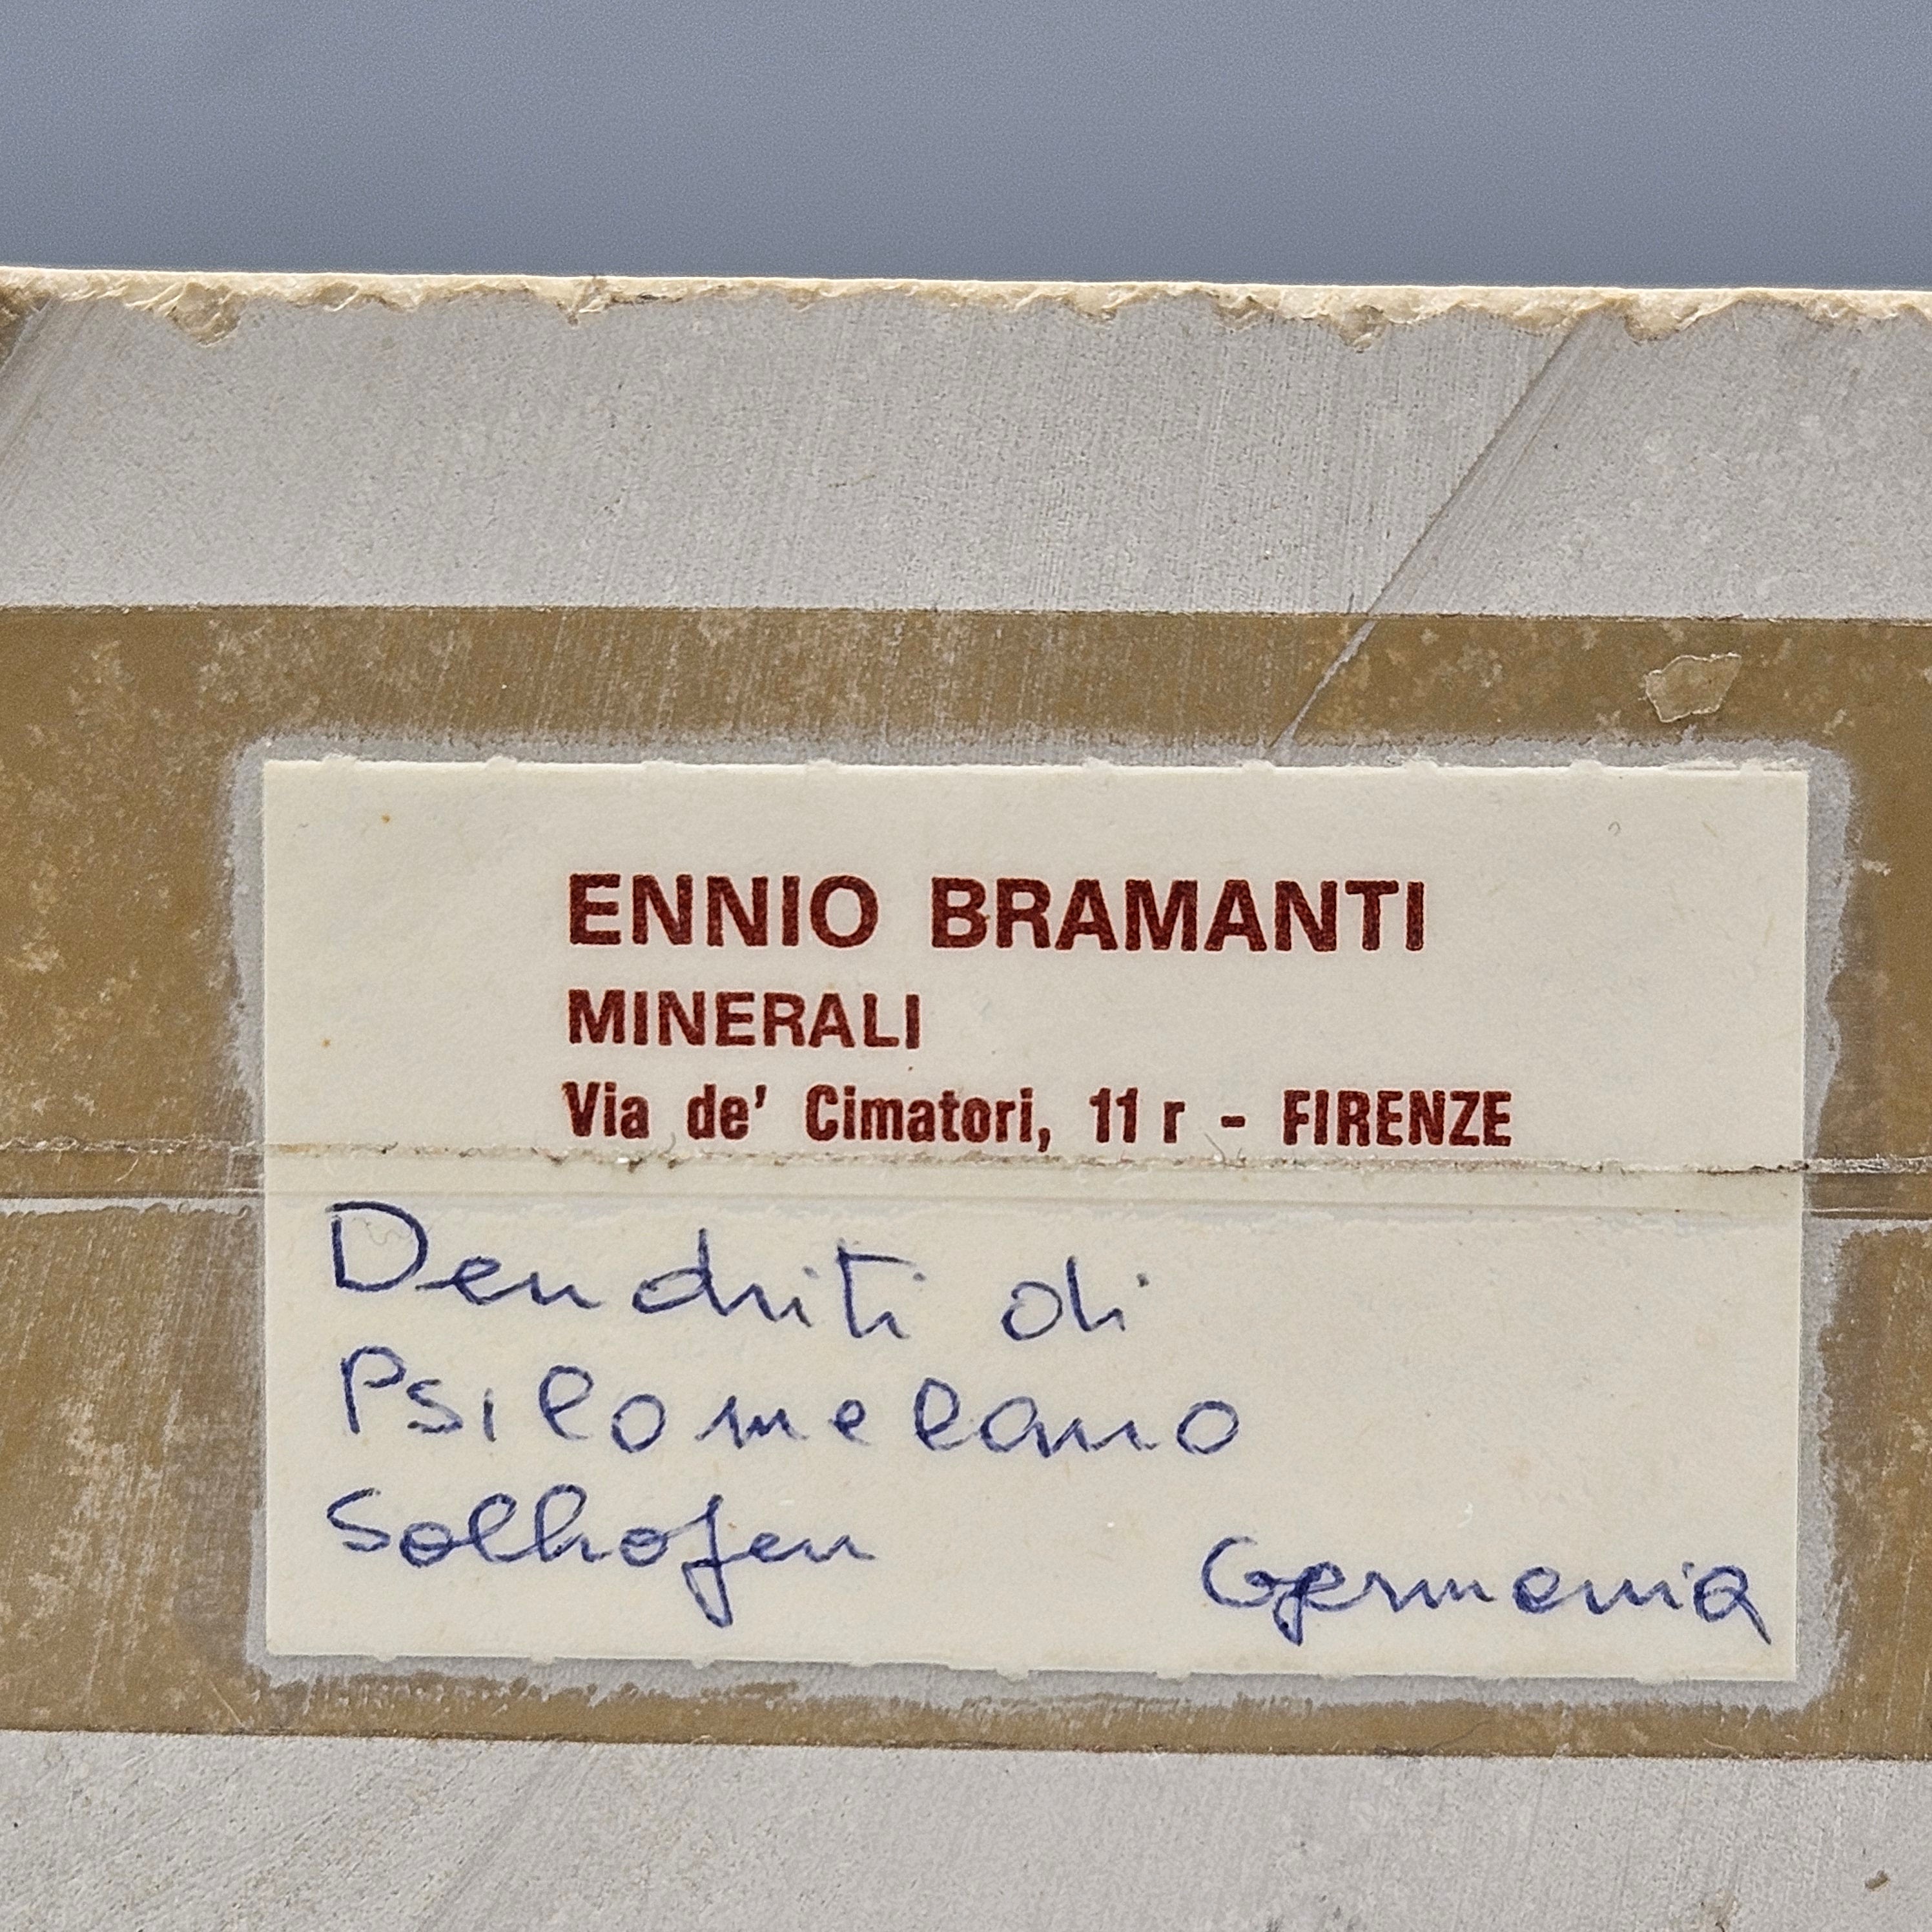 ENNIO BRAMANTI
MINERALI
Via de' Cimatori, 11 r - FIRENZE
Dendriti di
Psilomelano
Solhofen Germania